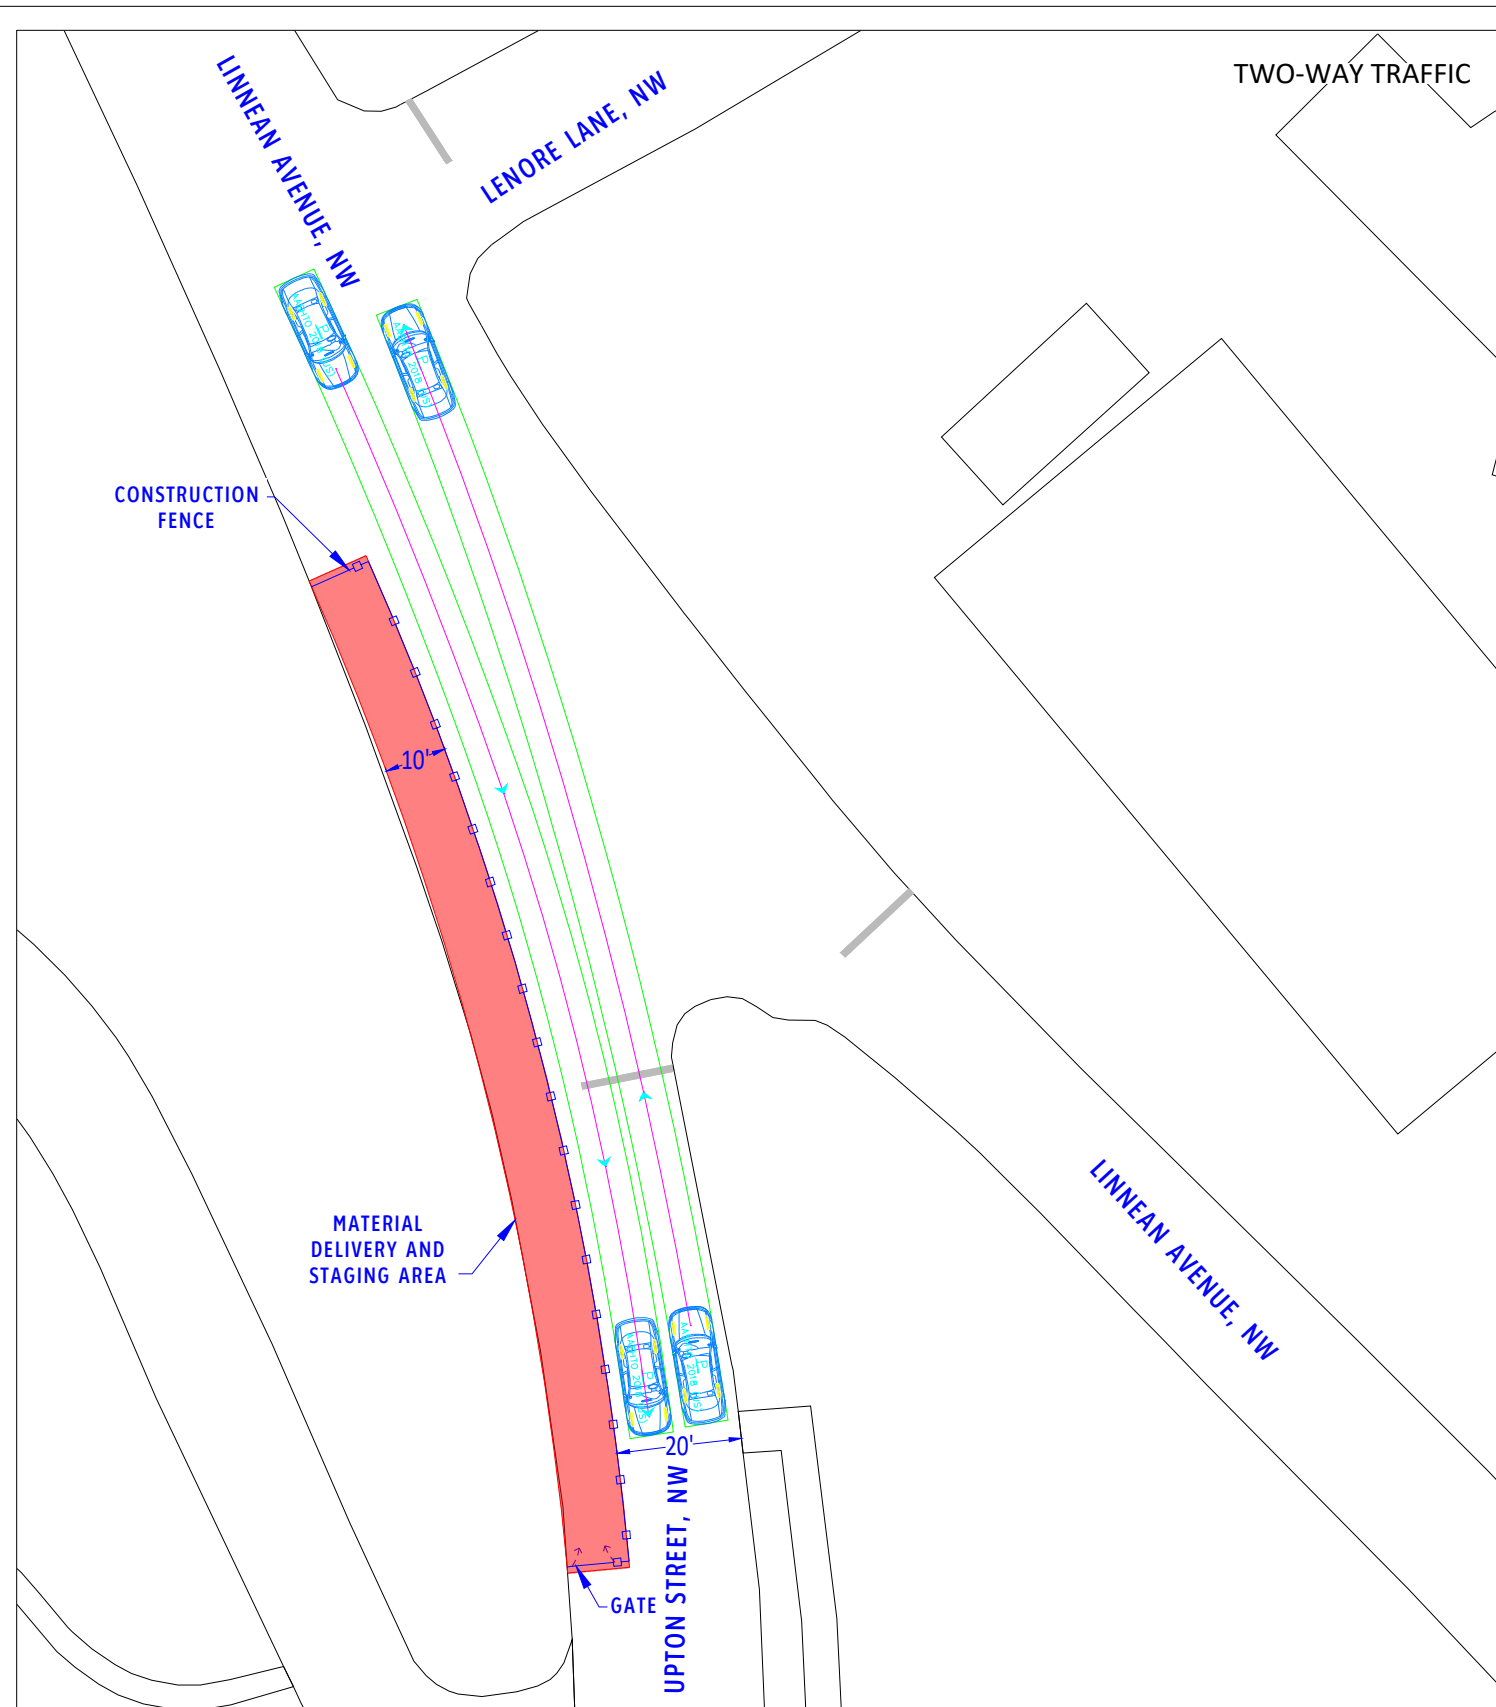 TWO-WAY TRAFFIC
LINNEAN AVENUE, NW
LENORE LANE, NW
CONSTRUCTION
FENCE
10'
MATERIAL
DELIVERY AND
STAGING AREA
LINNEAN AVENUE, NW
20'
UPTON STREET, NW
GATE